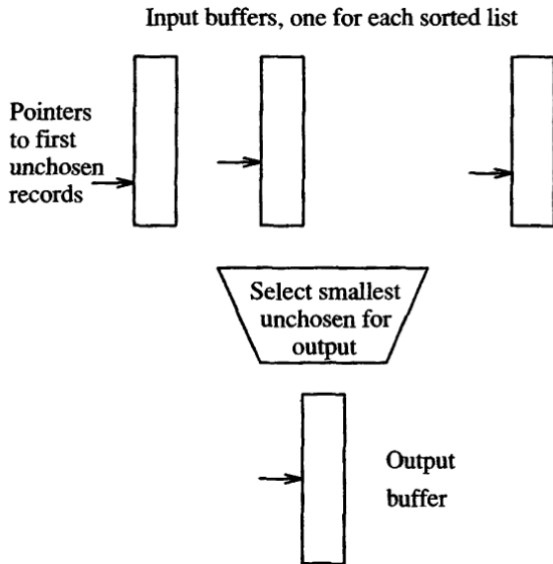 Input buffers, one for each sorted list
Pointers
to first
unchosen
records
Select smallest
unchosen for
output
Output
buffer